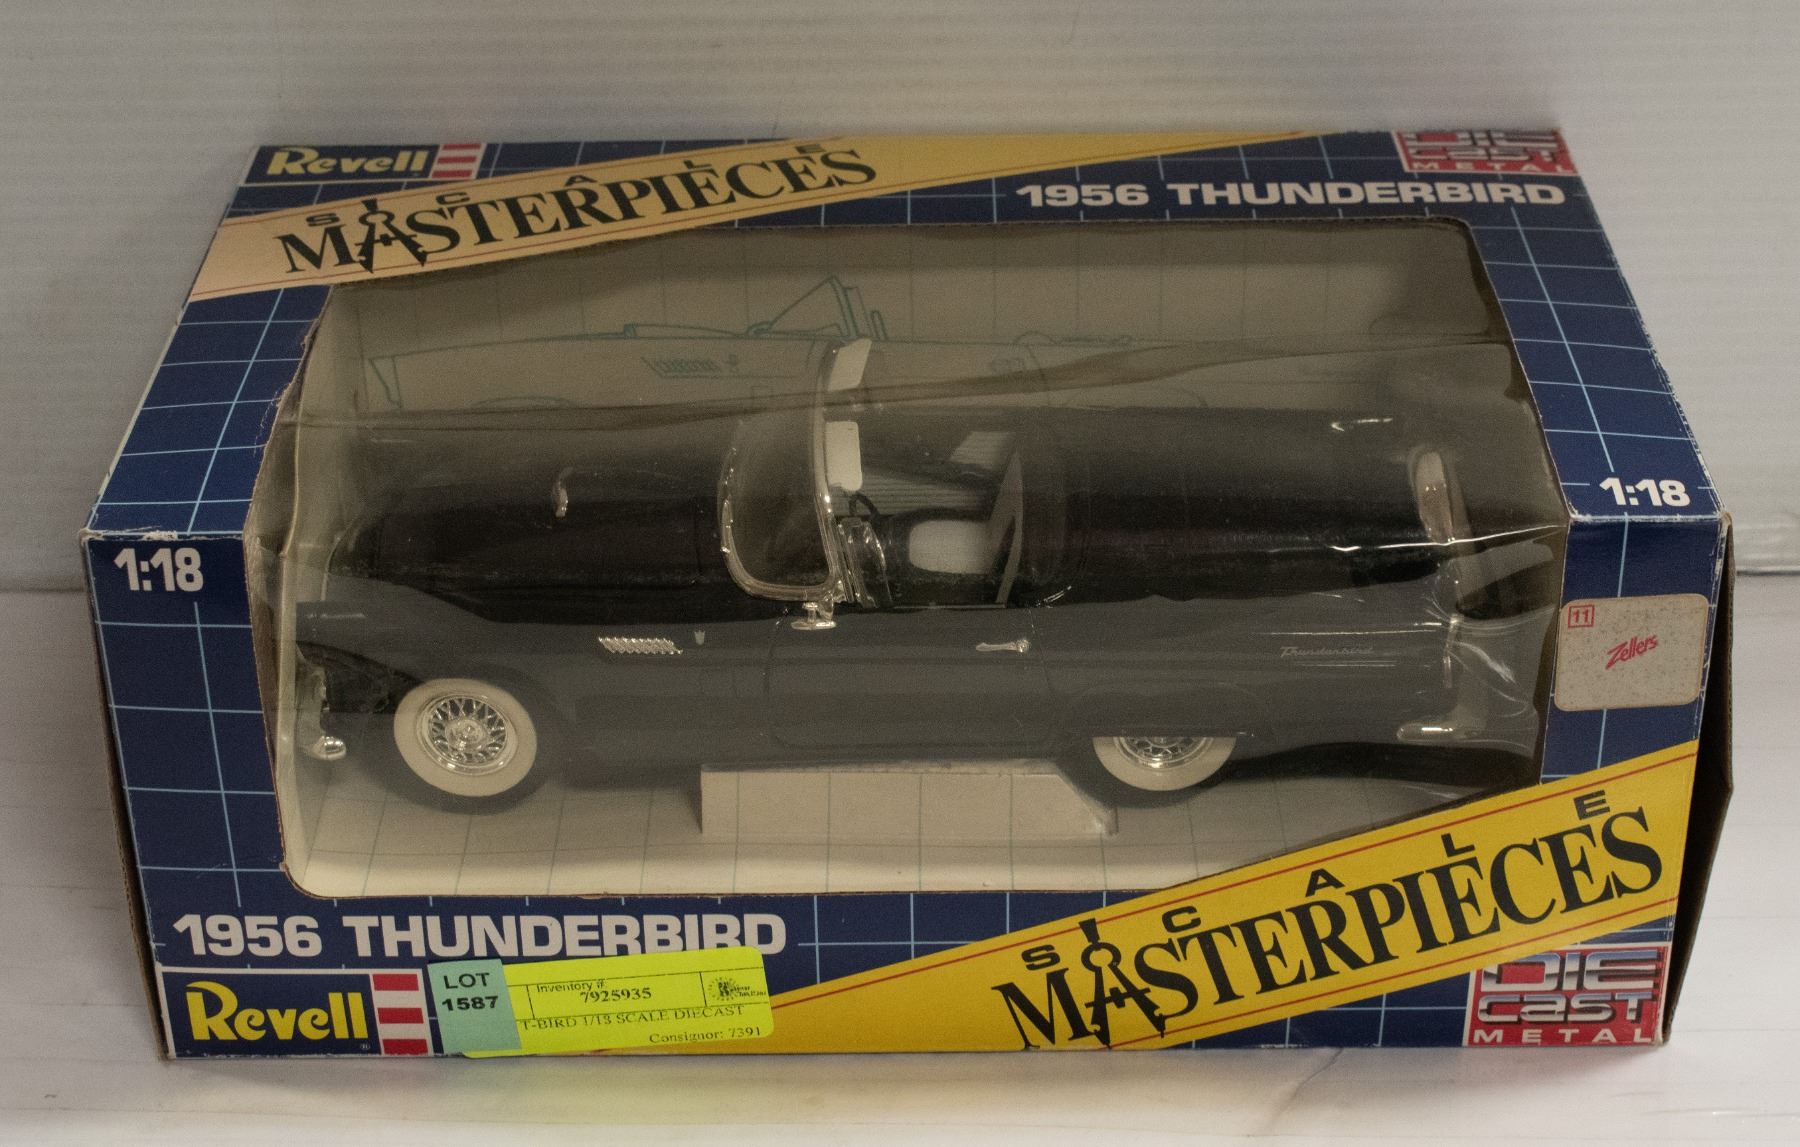 Revell
SCALE
MASTERPIECES
DIE
CAST
METAL
1956 THUNDERBIRD
1:18
1:18
Thunderbird
11
Zellers
1956 THUNDERBIRD
SCALE
MASTERPIECES
Revell
®
LOT
1587
Inventory #:
7925935
T-BIRD 1/18 SCALE DIECAST
Consignor: 7391
DIE
CAST
METAL